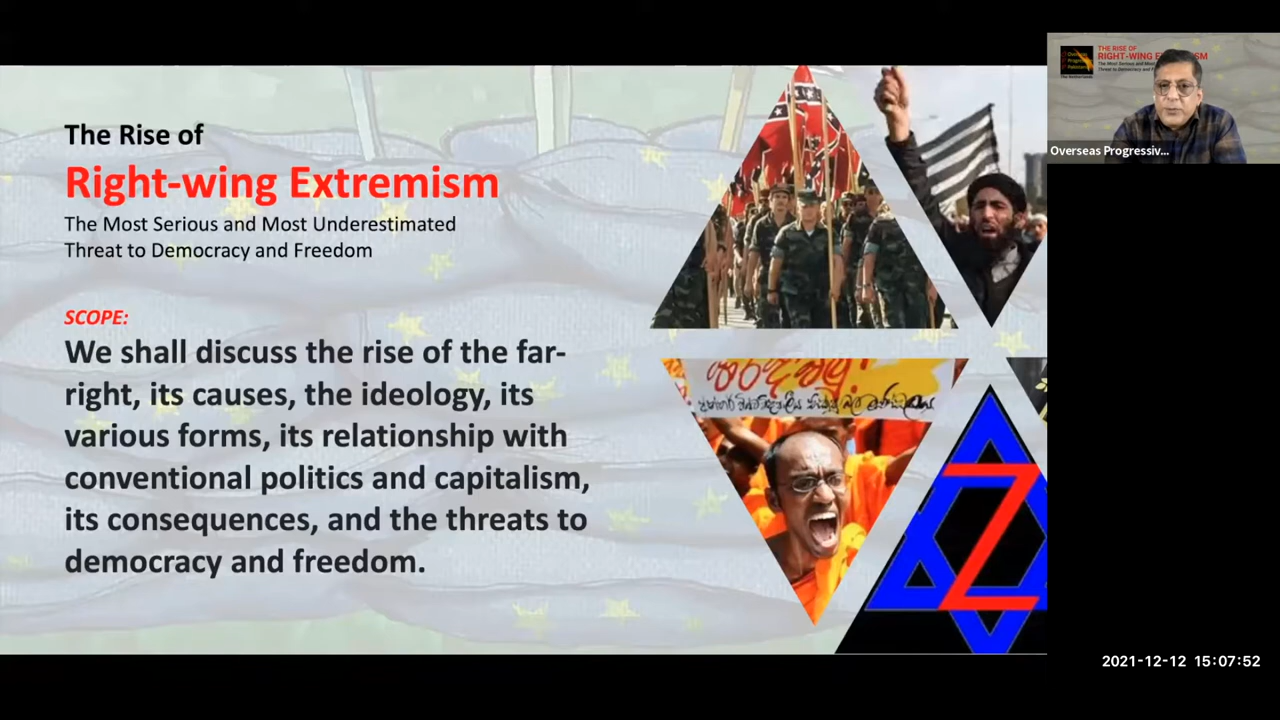 The Rise of
Right-wing Extremism
The Most Serious and Most Underestimated
Threat to Democracy and Freedom
SCOPE:
We shall discuss the rise of the far-
right, its causes, the ideology, its
various forms, its relationship with
conventional politics and capitalism,
its consequences, and the threats to
democracy and freedom.
Z
THE RISE OF
RIGHT-WING
Overseas Progressiv...
2021-12-12 15:07:52